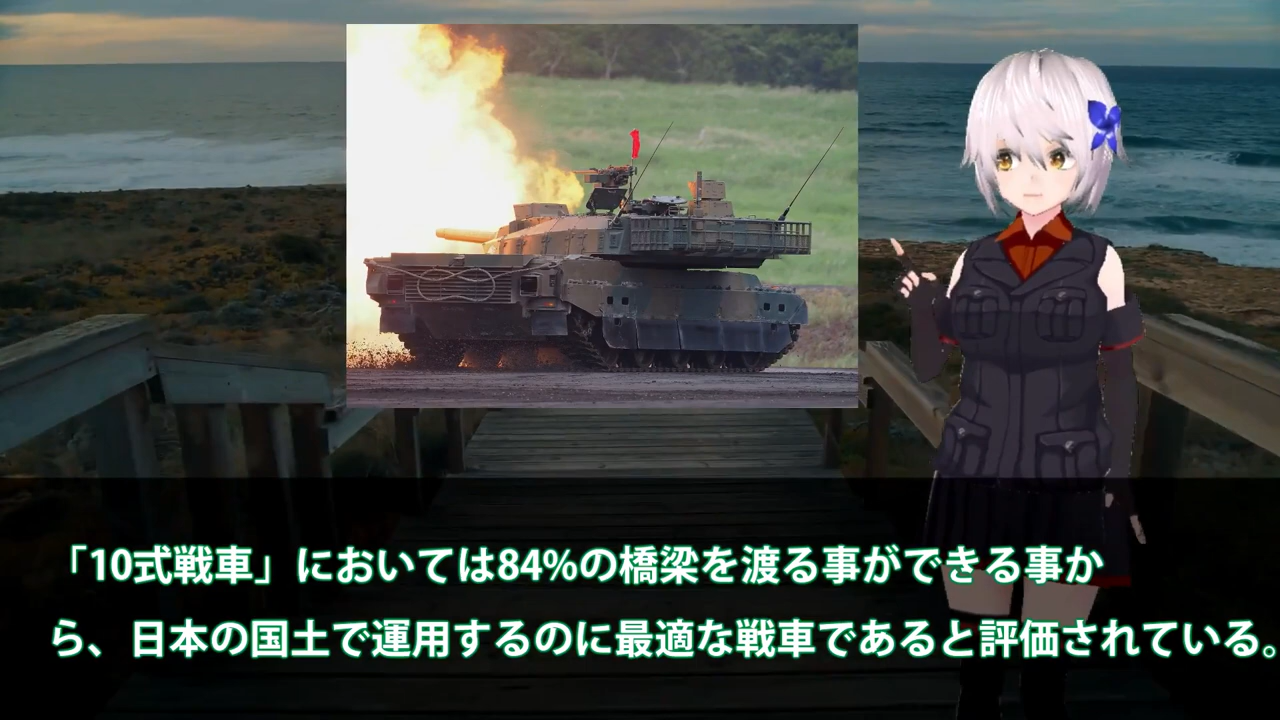 「10式戦車」においては84%の橋梁を渡る事ができる事か
ら、日本の国土で運用するのに最適な戦車であると評価されている。